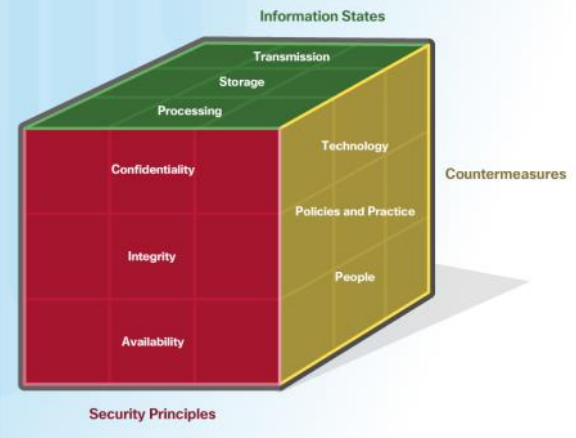 Information States
Transmission
Storage
Processing
Technology
Confidentiality
Countermeasures
Policies and Practice
Integrity
People
Availability
Security Principles